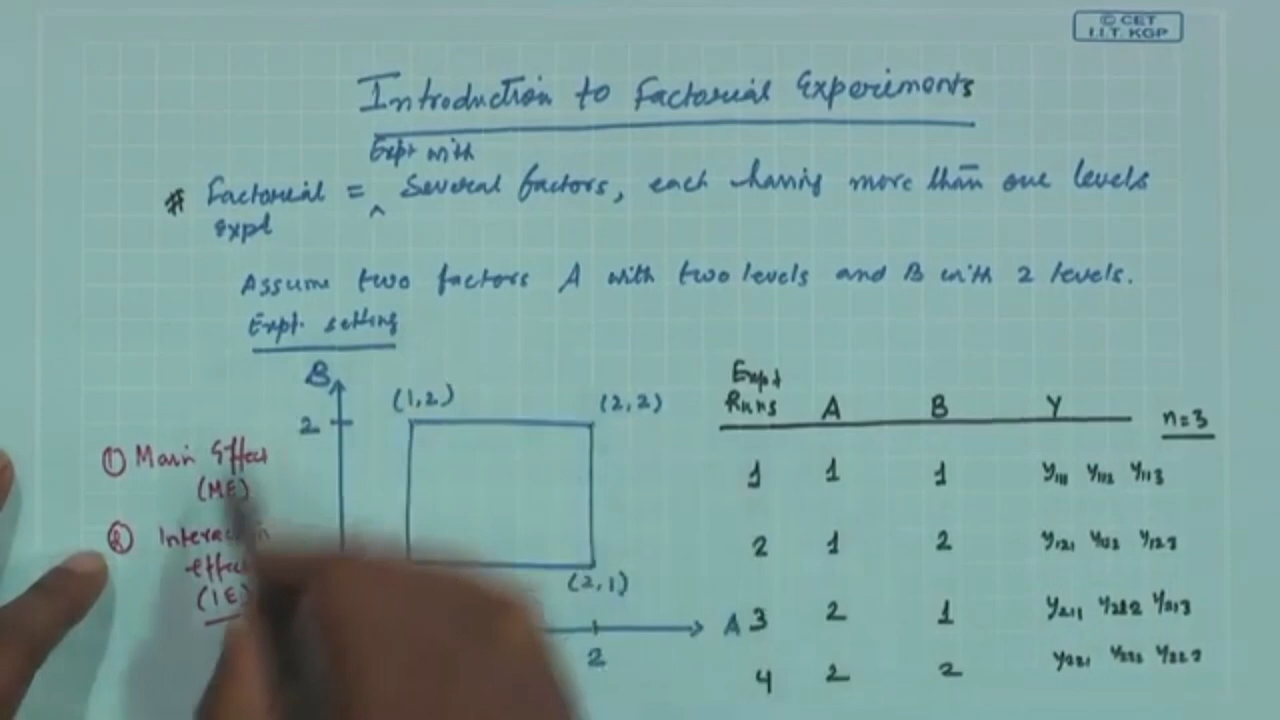 © CET
I.I.T. KGP
Introduction to Factorial Experiments
Expt with
# Factorial = ^ Several factors, each having more than one levels
expt
Assume two factors A with two levels and B with 2 levels.
Expt. setting
B
2
(1,2)
(2,2)
(2,1)
A
2
① Main Effect
(ME)
② Interaction
effect
(IE)
Expt
Runs A B Y
n=3
1 1 1 y111 y112 y113
2 1 2 y121 y122 y123
3 2 1 y211 y212 y213
4 2 2 y221 y222 y223